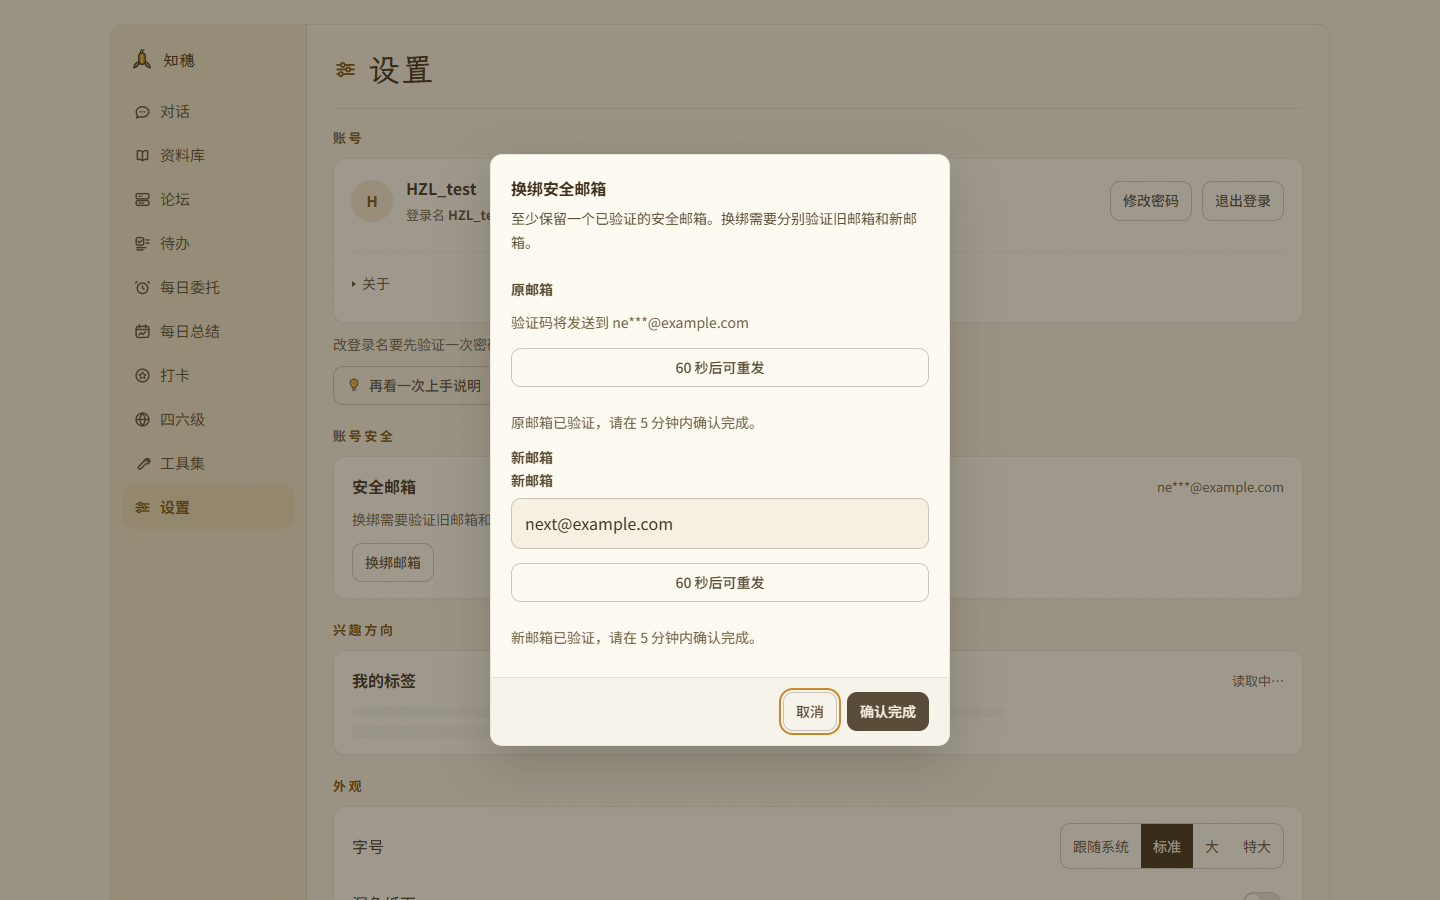 知穗
对话
资料库
论坛
待办
每日委托
每日总结
打卡
四六级
工具集
设置
设置
账号
H
HZL_test
登录名 HZL_te
修改密码
退出登录
关于
改登录名要先验证一次密
再看一次上手说明
账号安全
安全邮箱
ne***@example.com
换绑需要验证旧邮箱和
换绑邮箱
兴趣方向
我的标签
读取中…
外观
字号
跟随系统
标准
大
特大
换绑安全邮箱
至少保留一个已验证的安全邮箱。换绑需要分别验证旧邮箱和新邮
箱。
原邮箱
验证码将发送到 ne***@example.com
60 秒后可重发
原邮箱已验证，请在 5 分钟内确认完成。
新邮箱
新邮箱
next@example.com
60 秒后可重发
新邮箱已验证，请在 5 分钟内确认完成。
取消
确认完成